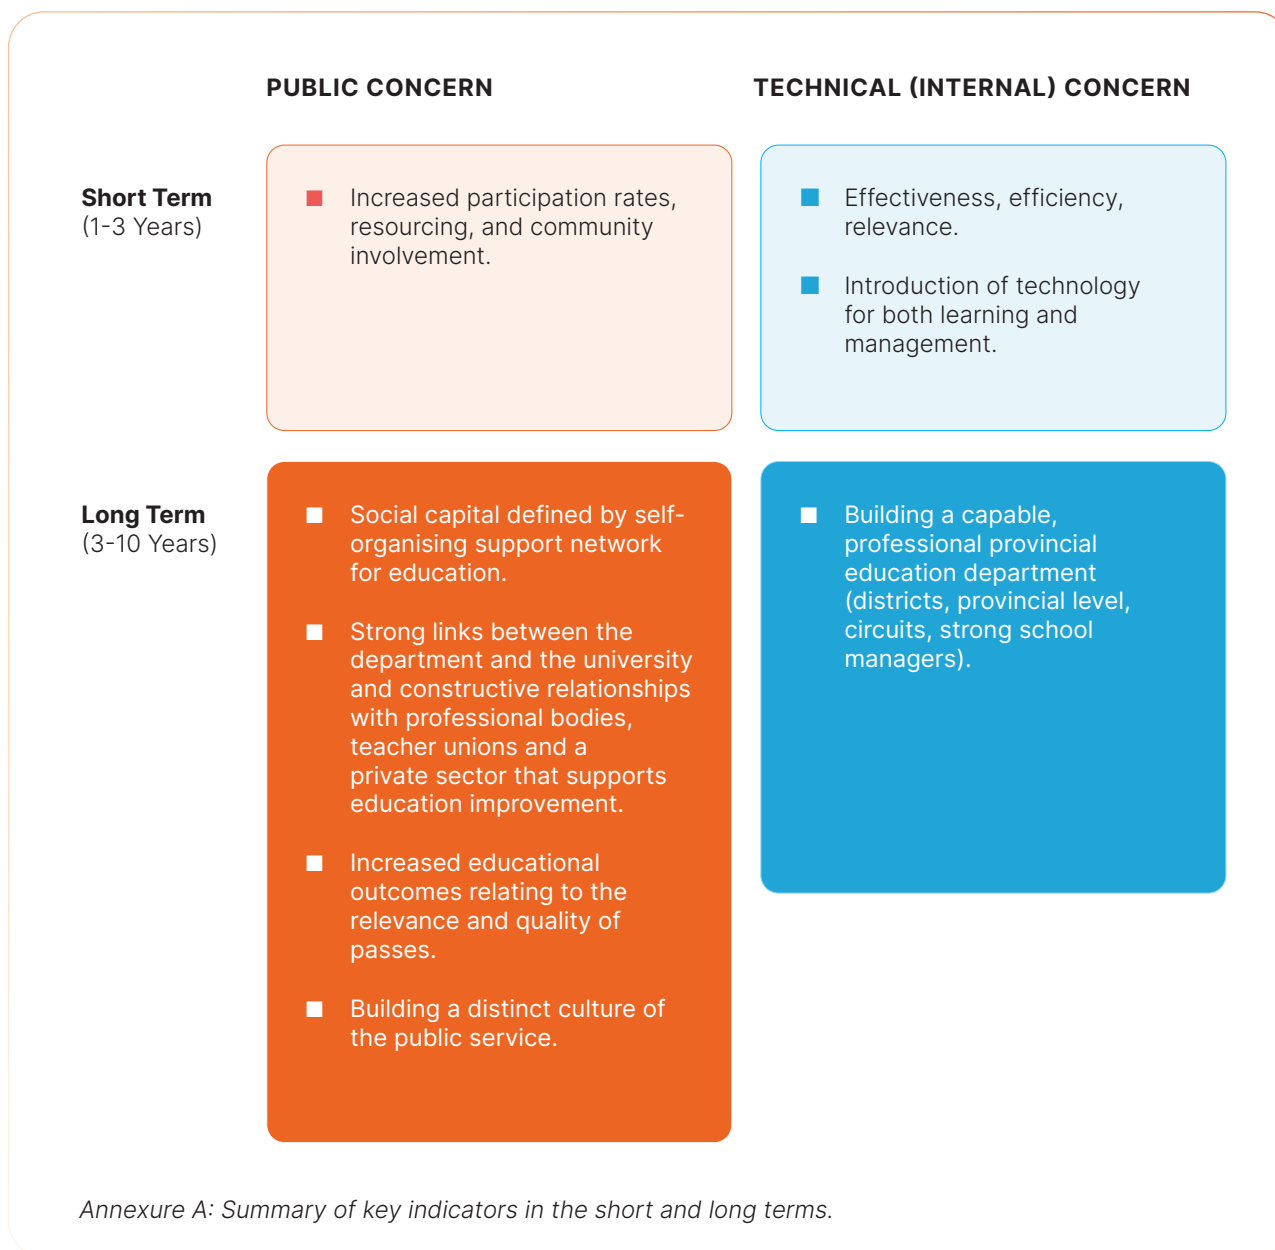 PUBLIC CONCERN
TECHNICAL (INTERNAL) CONCERN
Short Term
(1-3 Years)
Increased participation rates,
resourcing, and community
involvement.
Effectiveness, efficiency,
relevance.
Introduction of technology
for both learning and
management.
Long Term
(3-10 Years)
Social capital defined by self-
organising support network
for education.
Strong links between the
department and the university
and constructive relationships
with professional bodies,
teacher unions and a
private sector that supports
education improvement.
Increased educational
outcomes relating to the
relevance and quality of
passes.
Building a distinct culture of
the public service.
Building a capable,
professional provincial
education department
(districts, provincial level,
circuits, strong school
managers).
Annexure A: Summary of key indicators in the short and long terms.